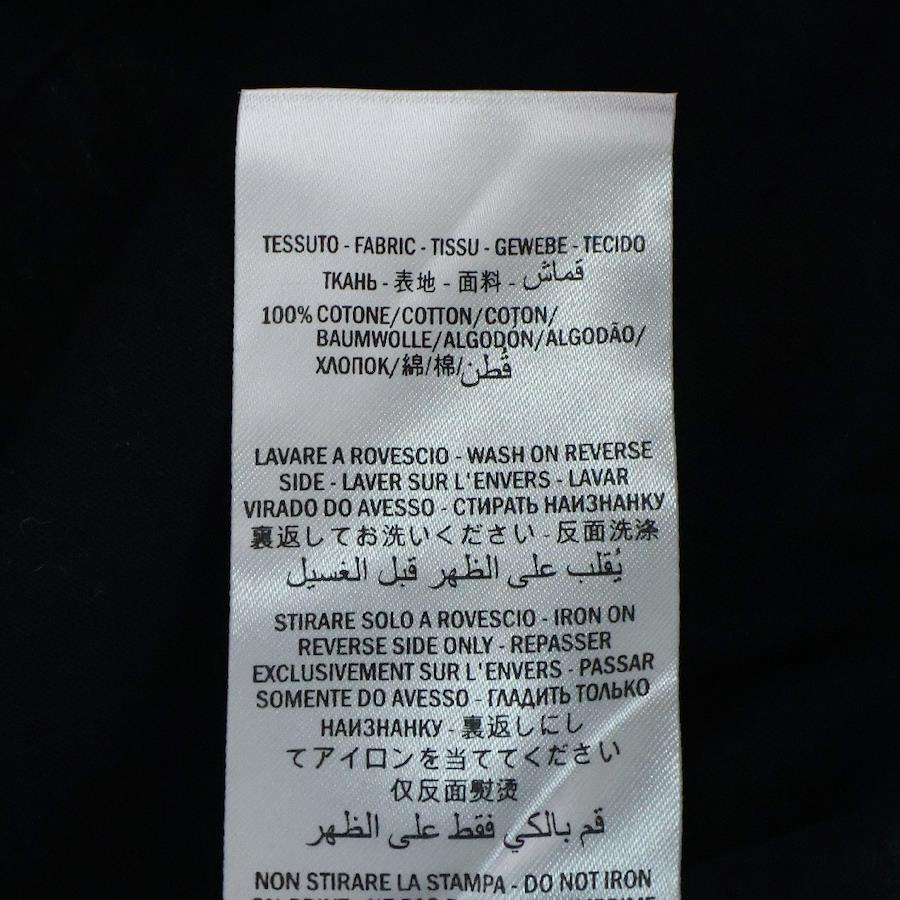 TESSUTO - FABRIC - TISSU - GEWEBE - TECIDO
ТКАНЬ - 表地 - 面料 - قماش
100% COTONE/COTTON/COTON/
BAUMWOLLE/ALGODÓN/ALGODÃO/
ХЛОПОК/綿/棉/قُطن
LAVARE A ROVESCIO - WASH ON REVERSE
SIDE - LAVER SUR L'ENVERS - LAVAR
VIRADO DO AVESSO - СТИРАТЬ НАИЗНАНКУ
裏返してお洗いください - 反面洗涤
يُقلب على الظهر قبل الغسيل
STIRARE SOLO A ROVESCIO - IRON ON
REVERSE SIDE ONLY - REPASSER
EXCLUSIVEMENT SUR L'ENVERS - PASSAR
SOMENTE DO AVESSO - ГЛАДИТЬ ТОЛЬКО
НАИЗНАНКУ - 裏返しにし
てアイロンを当ててください
仅反面熨烫
قم بالكي فقط على الظهر
NON STIRARE LA STAMPA - DO NOT IRON